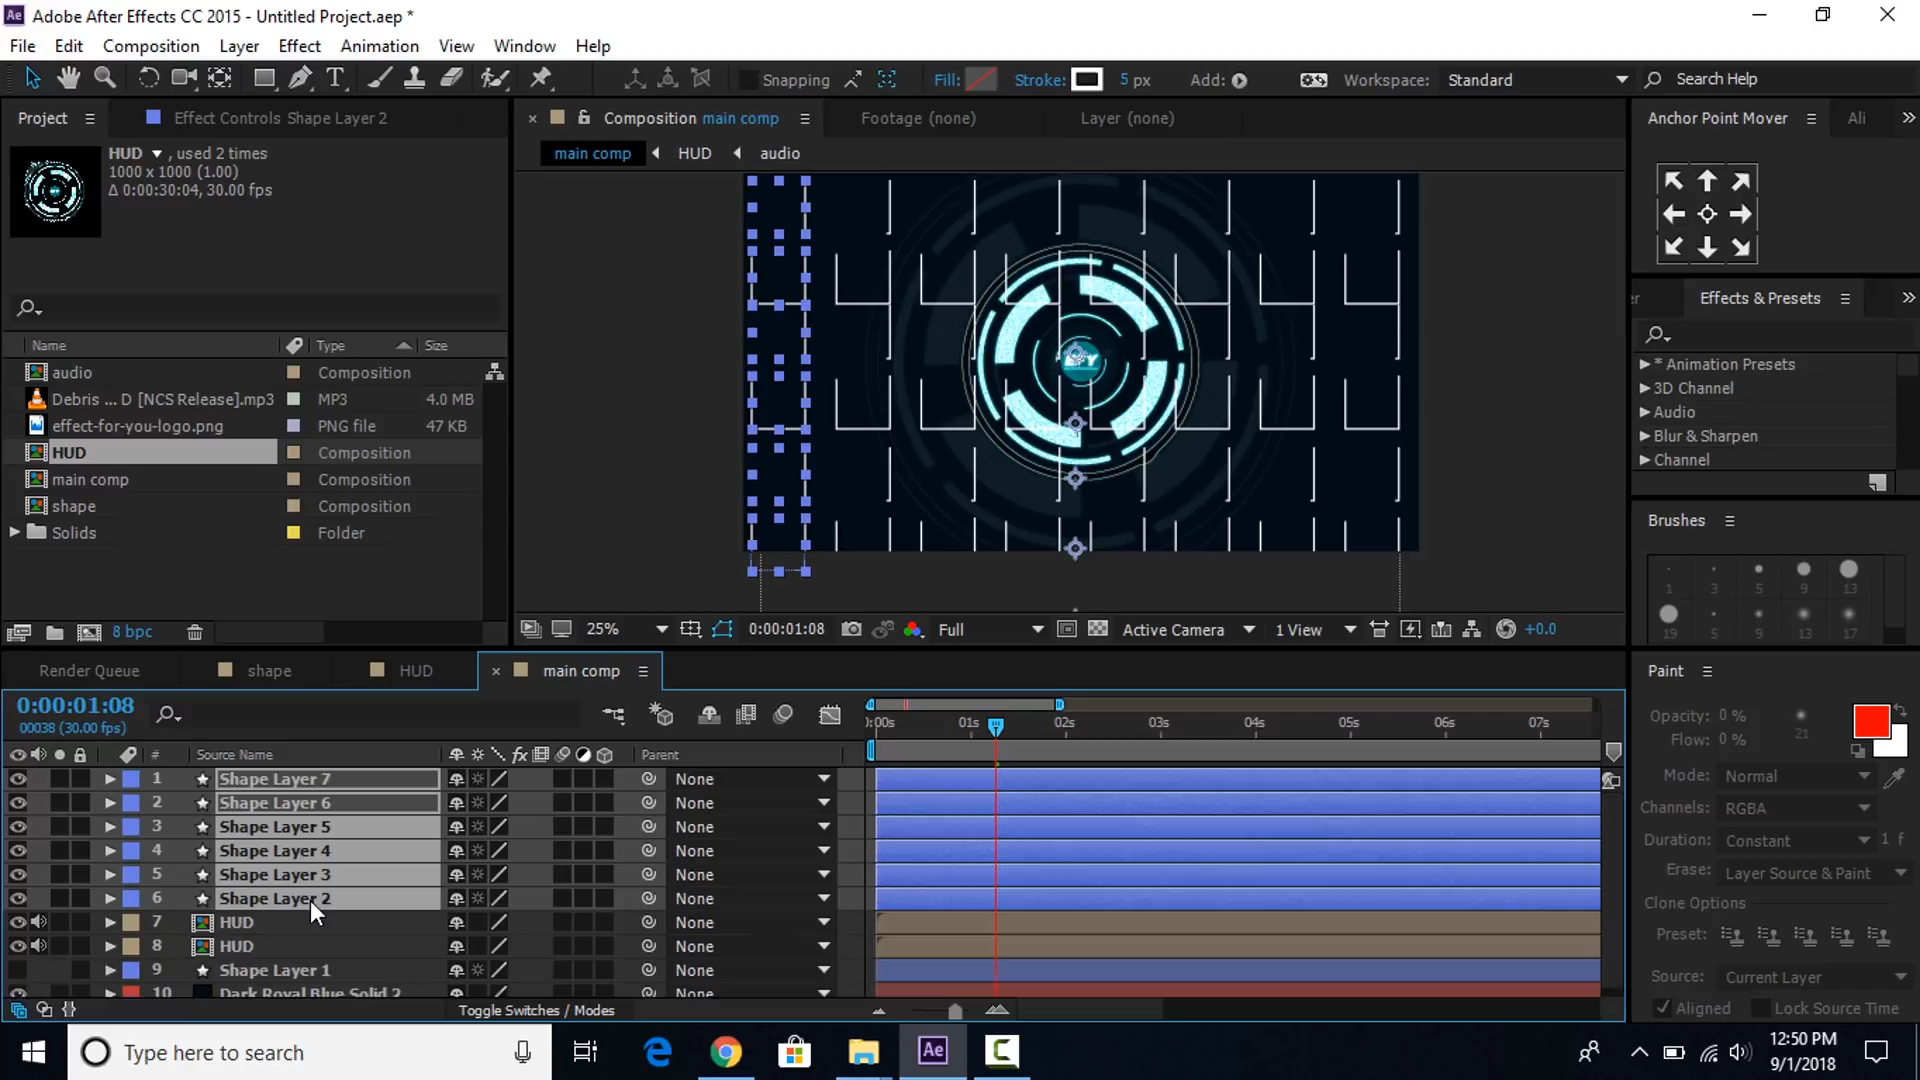 Adobe After Effects CC 2015 - Untitled Project.aep *
File Edit Composition Layer Effect Animation View Window Help
Snapping Fill: Stroke: 5 px Add: Workspace: Standard Search Help
Project Effect Controls Shape Layer 2
HUD , used 2 times
1000 x 1000 (1.00)
Δ 0:00:30:04, 30.00 fps
Name Type Size
audio Composition
Debris ... D [NCS Release].mp3 MP3 4.0 MB
effect-for-you-logo.png PNG file 47 KB
HUD Composition
main comp Composition
shape Composition
Solids Folder
8 bpc
Composition main comp Footage (none) Layer (none)
main comp HUD audio
25% 0:00:01:08 Full Active Camera 1 View +0.0
Anchor Point Mover Ali
Effects & Presets
* Animation Presets
3D Channel
Audio
Blur & Sharpen
Channel
Brushes
1 3 5 9 13
19 5 9 13 17
Render Queue shape HUD main comp
0:00:01:08
00038 (30.00 fps)
:00s 01s 02s 03s 04s 05s 06s 07s
# Source Name fx Parent
1 Shape Layer 7 None
2 Shape Layer 6 None
3 Shape Layer 5 None
4 Shape Layer 4 None
5 Shape Layer 3 None
6 Shape Layer 2 None
7 HUD None
8 HUD None
9 Shape Layer 1 None
10 Dark Royal Blue Solid 2 None
Toggle Switches / Modes
Paint
Opacity: 0 %
Flow: 0 %
21
Mode: Normal
Channels: RGBA
Duration: Constant 1 f
Erase: Layer Source & Paint
Clone Options
Preset:
Source: Current Layer
Aligned Lock Source Time
Type here to search
Ae
12:50 PM
9/1/2018